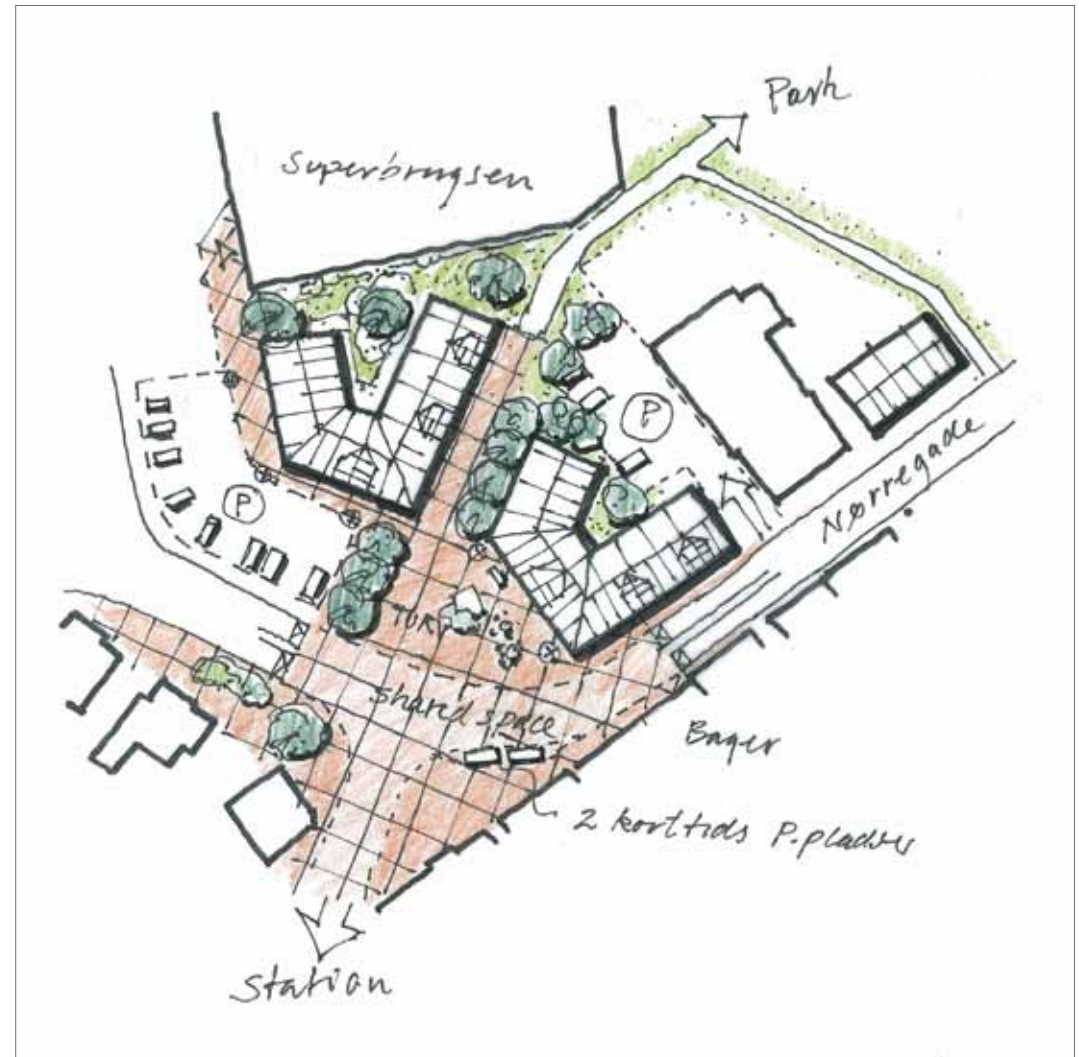 Park
Superbrugsen
P
Nørregade
P
TORV
shared space
Bager
2 korttids P.pladser
Station